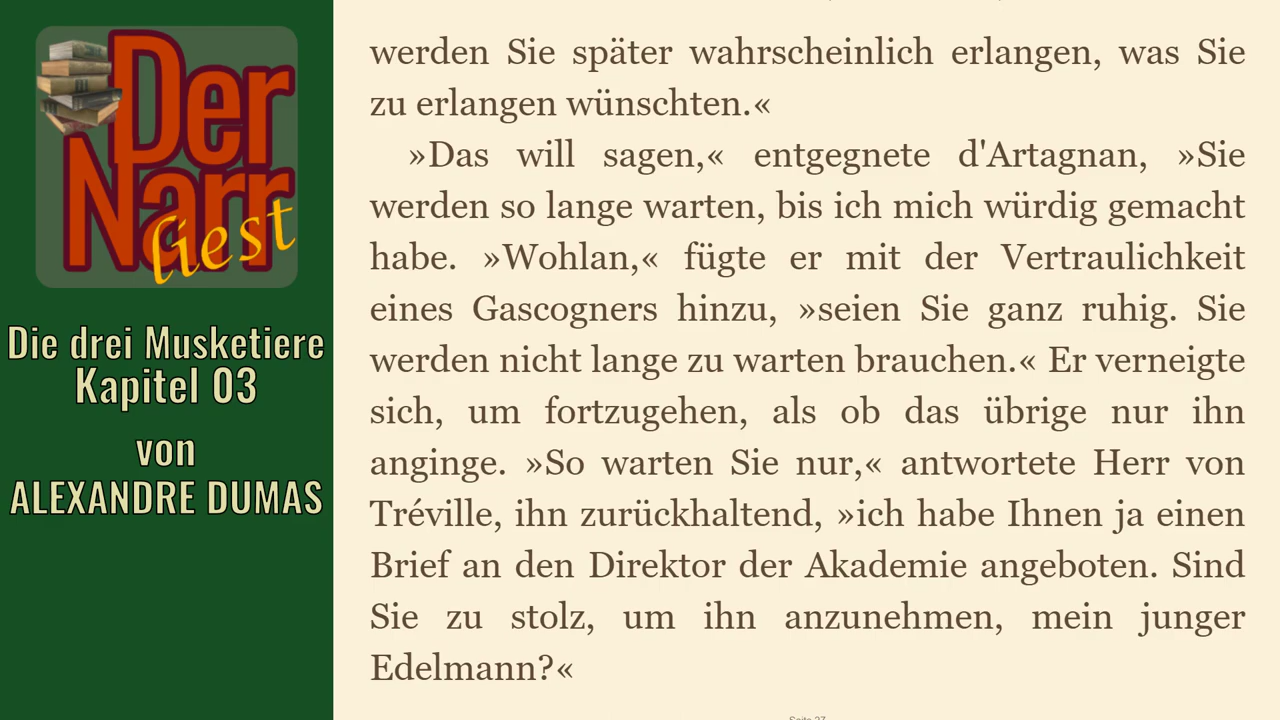 Der
Narr
liest
Die drei Musketiere
Kapitel 03
von
ALEXANDRE DUMAS
werden Sie später wahrscheinlich erlangen, was Sie
zu erlangen wünschten.«
»Das will sagen,« entgegnete d'Artagnan, »Sie
werden so lange warten, bis ich mich würdig gemacht
habe. »Wohlan,« fügte er mit der Vertraulichkeit
eines Gascogners hinzu, »seien Sie ganz ruhig. Sie
werden nicht lange zu warten brauchen.« Er verneigte
sich, um fortzugehen, als ob das übrige nur ihn
anginge. »So warten Sie nur,« antwortete Herr von
Tréville, ihn zurückhaltend, »ich habe Ihnen ja einen
Brief an den Direktor der Akademie angeboten. Sind
Sie zu stolz, um ihn anzunehmen, mein junger
Edelmann?«